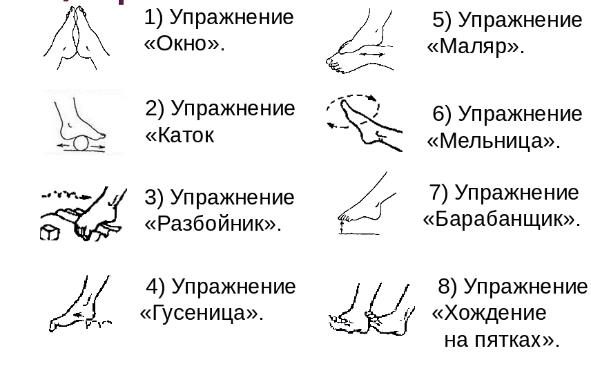 1) Упражнение
«Окно».
2) Упражнение
«Каток
3) Упражнение
«Разбойник».
4) Упражнение
«Гусеница».
5) Упражнение
«Маляр».
6) Упражнение
«Мельница».
7) Упражнение
«Барабанщик».
8) Упражнение
«Хождение
на пятках».